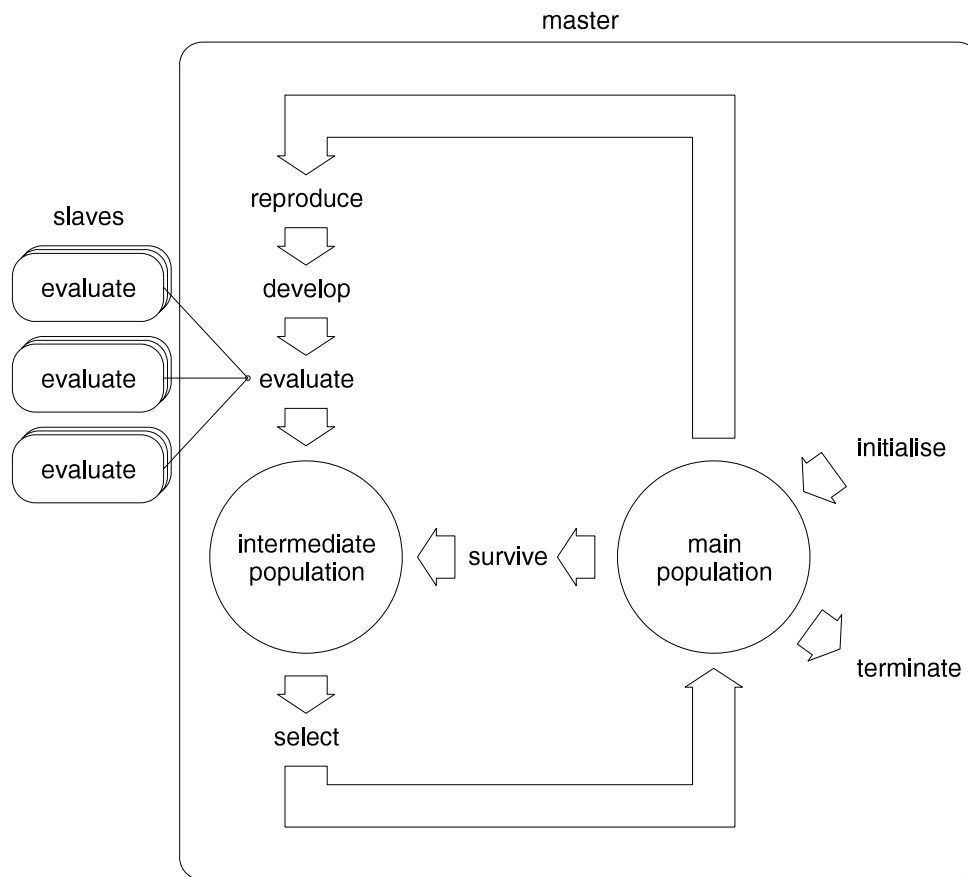 master
reproduce
slaves
evaluate
develop
evaluate
evaluate
initialise
evaluate
intermediate
population
survive
main
population
terminate
select